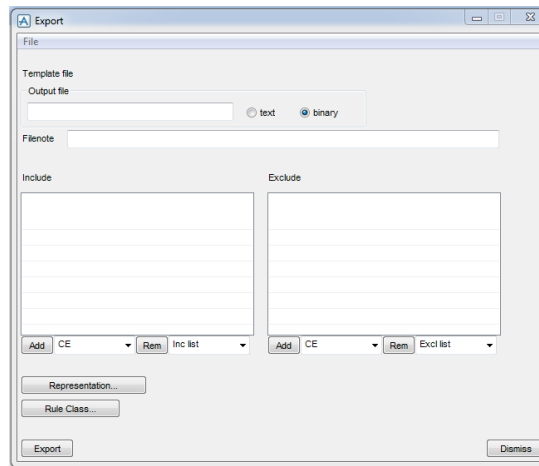 Export
File
Template file
Output file
text binary
Filenote
Include Exclude
Add CE Rem Inc list Add CE Rem Excl list
Representation...
Rule Class...
Export Dismiss